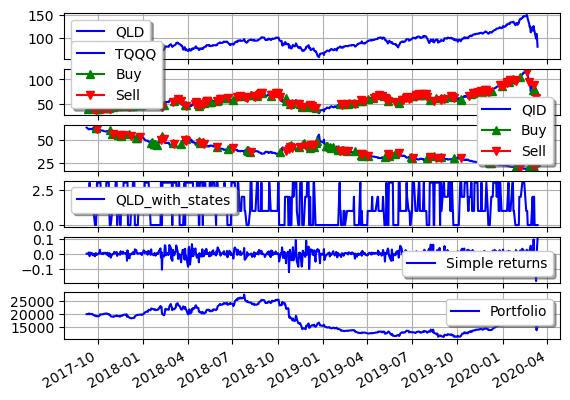 150
100
QLD
TQQQ
Buy
Sell
100
50
QID
Buy
Sell
50
25
2.5
0.0
QLD_with_states
0.1
0.0
−0.1
Simple returns
25000
20000
15000
Portfolio
2017-10
2018-01
2018-04
2018-07
2018-10
2019-01
2019-04
2019-07
2019-10
2020-01
2020-04